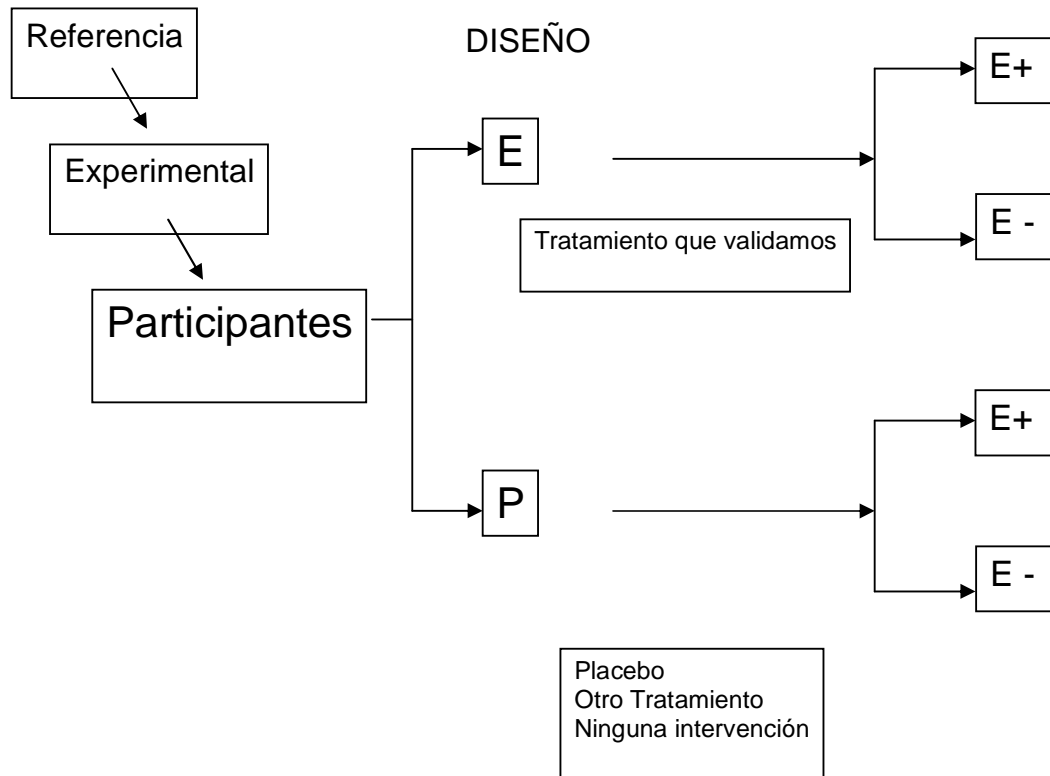 Referencia
DISEÑO
E+
E
Experimental
E -
Tratamiento que validamos
Participantes
E+
P
E -
Placebo
Otro Tratamiento
Ninguna intervención